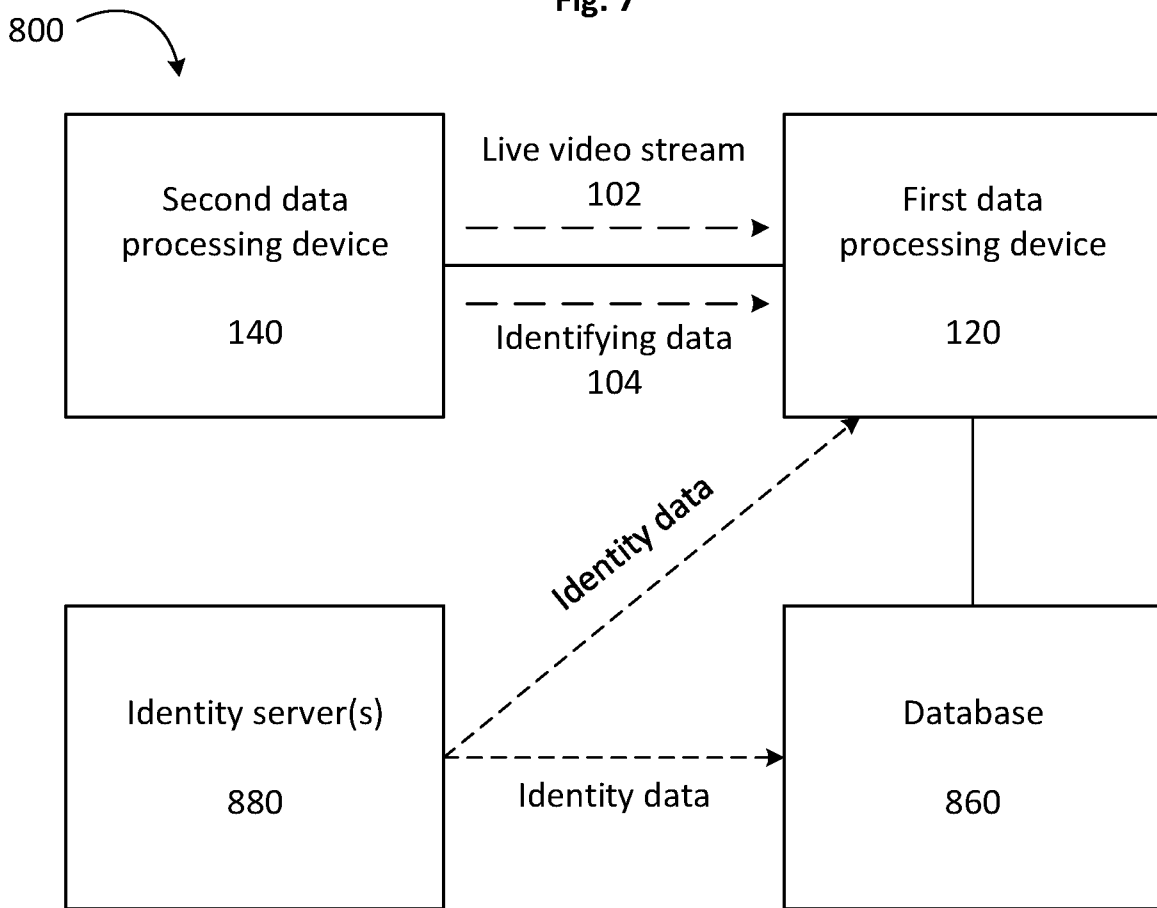 Fig. 7
800
Second data
processing device
140
Live video stream
102
Identifying data
104
First data
processing device
120
Identity data
Identity server(s)
880
Identity data
Database
860